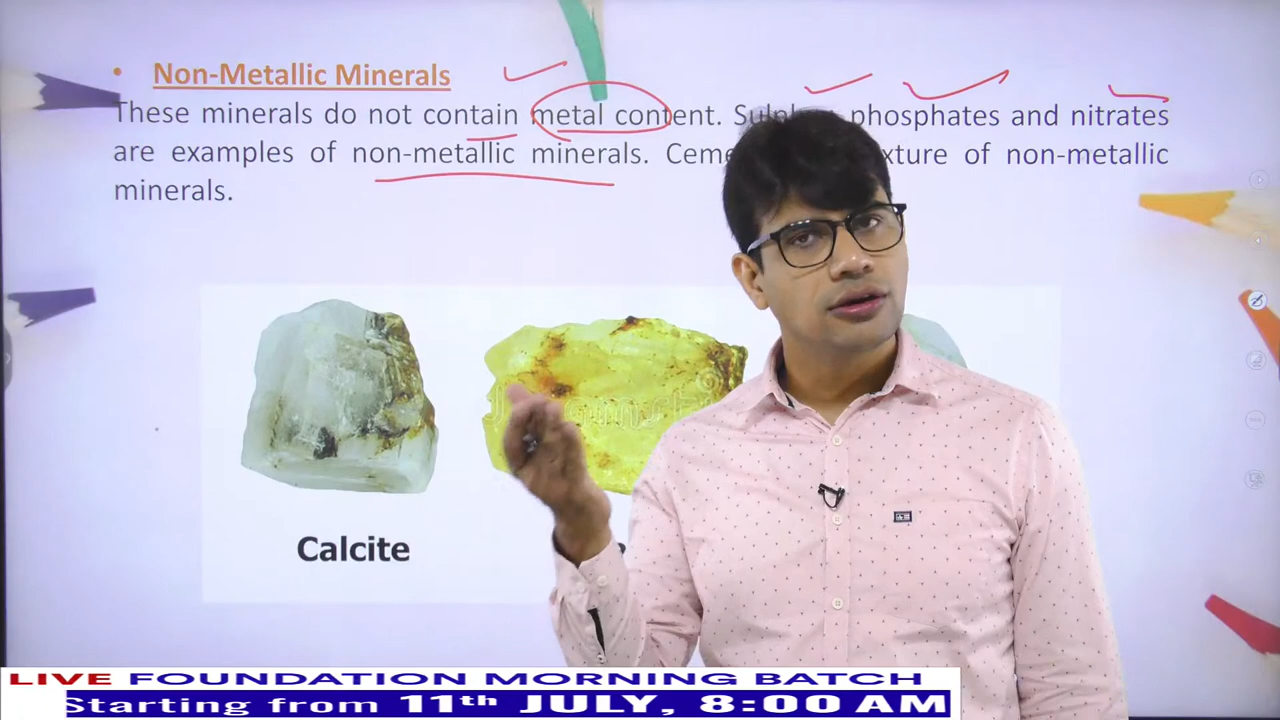 • Non-Metallic Minerals
These minerals do not contain metal content. phosphates and nitrates
are examples of non-metallic minerals. of non-metallic
minerals.
Calcite
LIVE FOUNDATION MORNING BATCH
Starting from 11th JULY, 8:00 AM